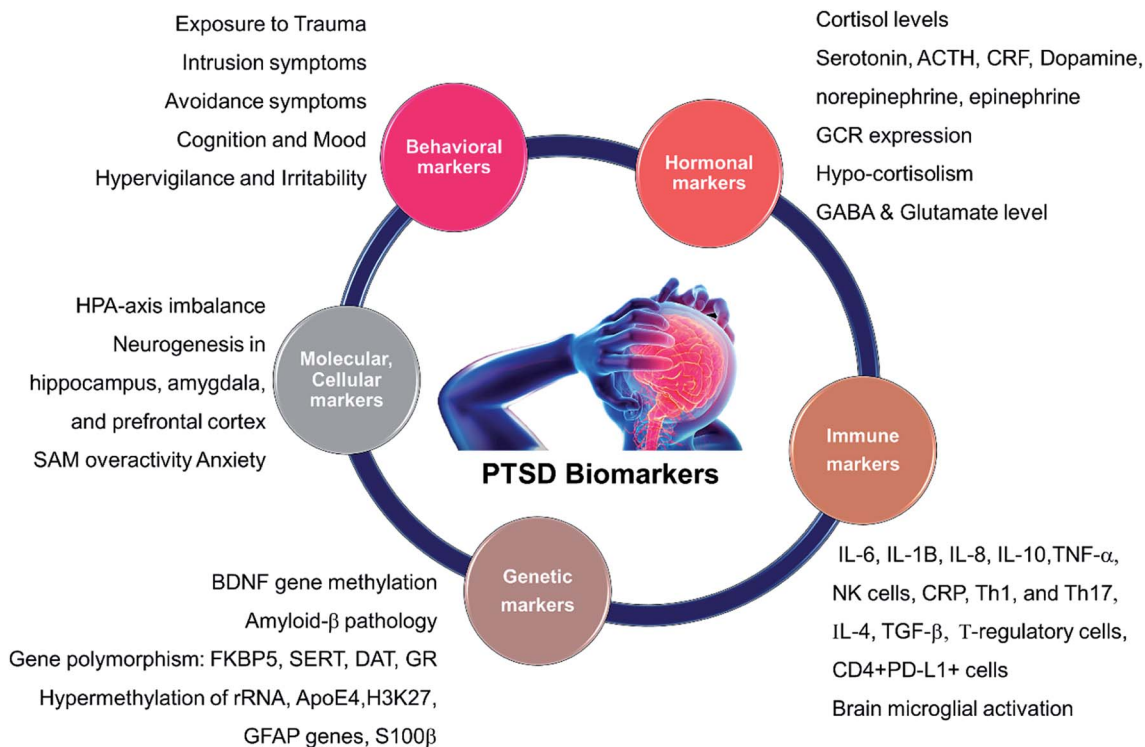 Exposure to Trauma
Intrusion symptoms
Avoidance symptoms
Cognition and Mood
Hypervigilance and Irritability
Behavioral
markers
Cortisol levels
Serotonin, ACTH, CRF, Dopamine,
norepinephrine, epinephrine
GCR expression
Hypo-cortisolism
GABA & Glutamate level
Hormonal
markers
HPA-axis imbalance
Neurogenesis in
hippocampus, amygdala,
and prefrontal cortex
SAM overactivity Anxiety
Molecular,
Cellular
markers
PTSD Biomarkers
Immune
markers
IL-6, IL-1B, IL-8, IL-10,TNF-α,
NK cells, CRP, Th1, and Th17,
IL-4, TGF-β, T-regulatory cells,
CD4+PD-L1+ cells
Brain microglial activation
Genetic
markers
BDNF gene methylation
Amyloid-β pathology
Gene polymorphism: FKBP5, SERT, DAT, GR
Hypermethylation of rRNA, ApoE4,H3K27,
GFAP genes, S100β